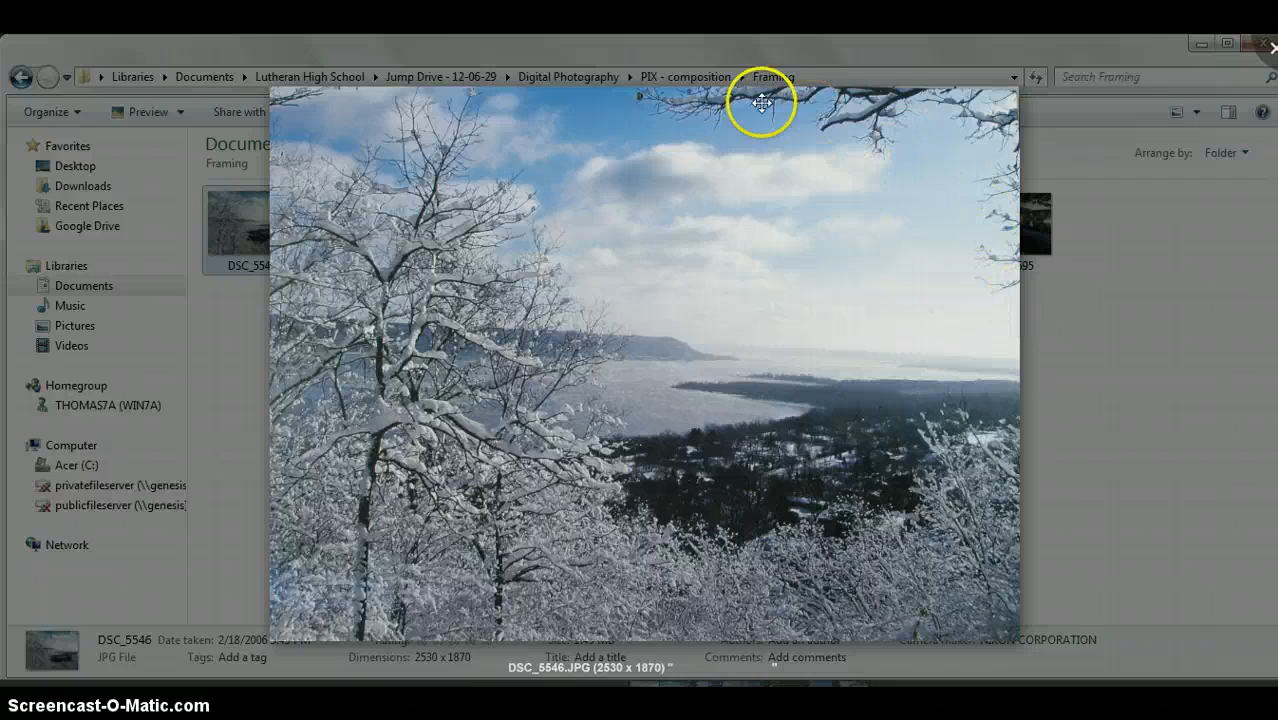 Libraries Documents Lutheran High School Jump Drive - 12-06-29 Digital Photography PIX - composition Framing Search Framing
Organize Preview Share with
Favorites
Desktop
Downloads
Recent Places
Google Drive
Libraries
Documents
Music
Pictures
Videos
Homegroup
THOMAS7A (WIN7A)
Computer
Acer (C:)
privatefileserver (\\genesis
publicfileserver (\\genesis)
Network
Docume
Framing
Arrange by: Folder
DSC_554
95
DSC_5546 Date taken: 2/18/2006
CORPORATION
JPG File Tags: Add a tag Dimensions: 2530 x 1870 Title: Add a title Comments: Add comments
DSC_5546.JPG (2530 x 1870) " "
Screencast-O-Matic.com